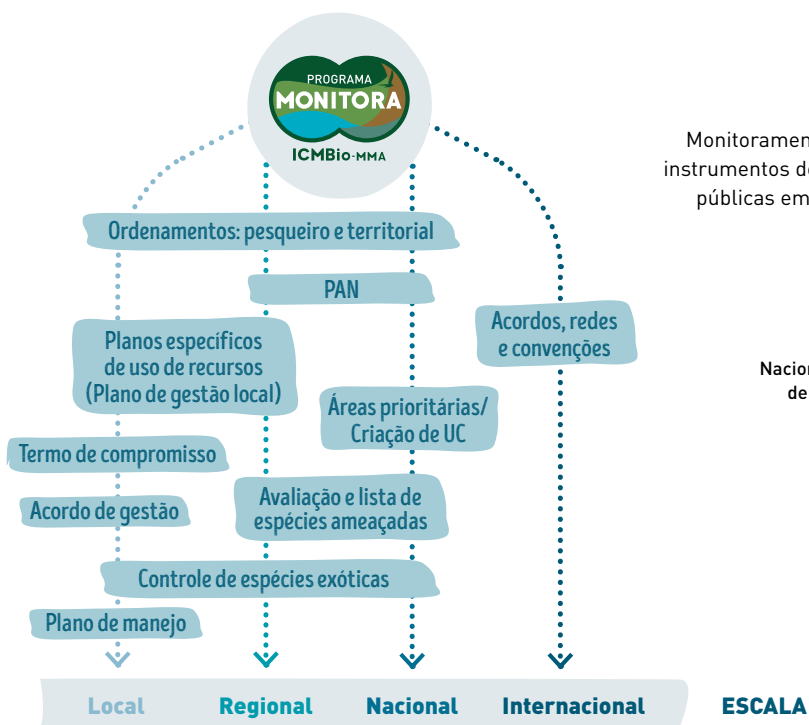 PROGRAMA
MONITORA
ICMBio-MMA
Monitoramen
instrumentos de
públicas em
Ordenamentos: pesqueiro e territorial
PAN
Acordos, redes
e convenções
Planos específicos
de uso de recursos
(Plano de gestão local)
Nacion
de
Áreas prioritárias/
Criação de UC
Termo de compromisso
Avaliação e lista de
espécies ameaçadas
Acordo de gestão
Controle de espécies exóticas
Plano de manejo
Local
Regional
Nacional
Internacional
ESCALA